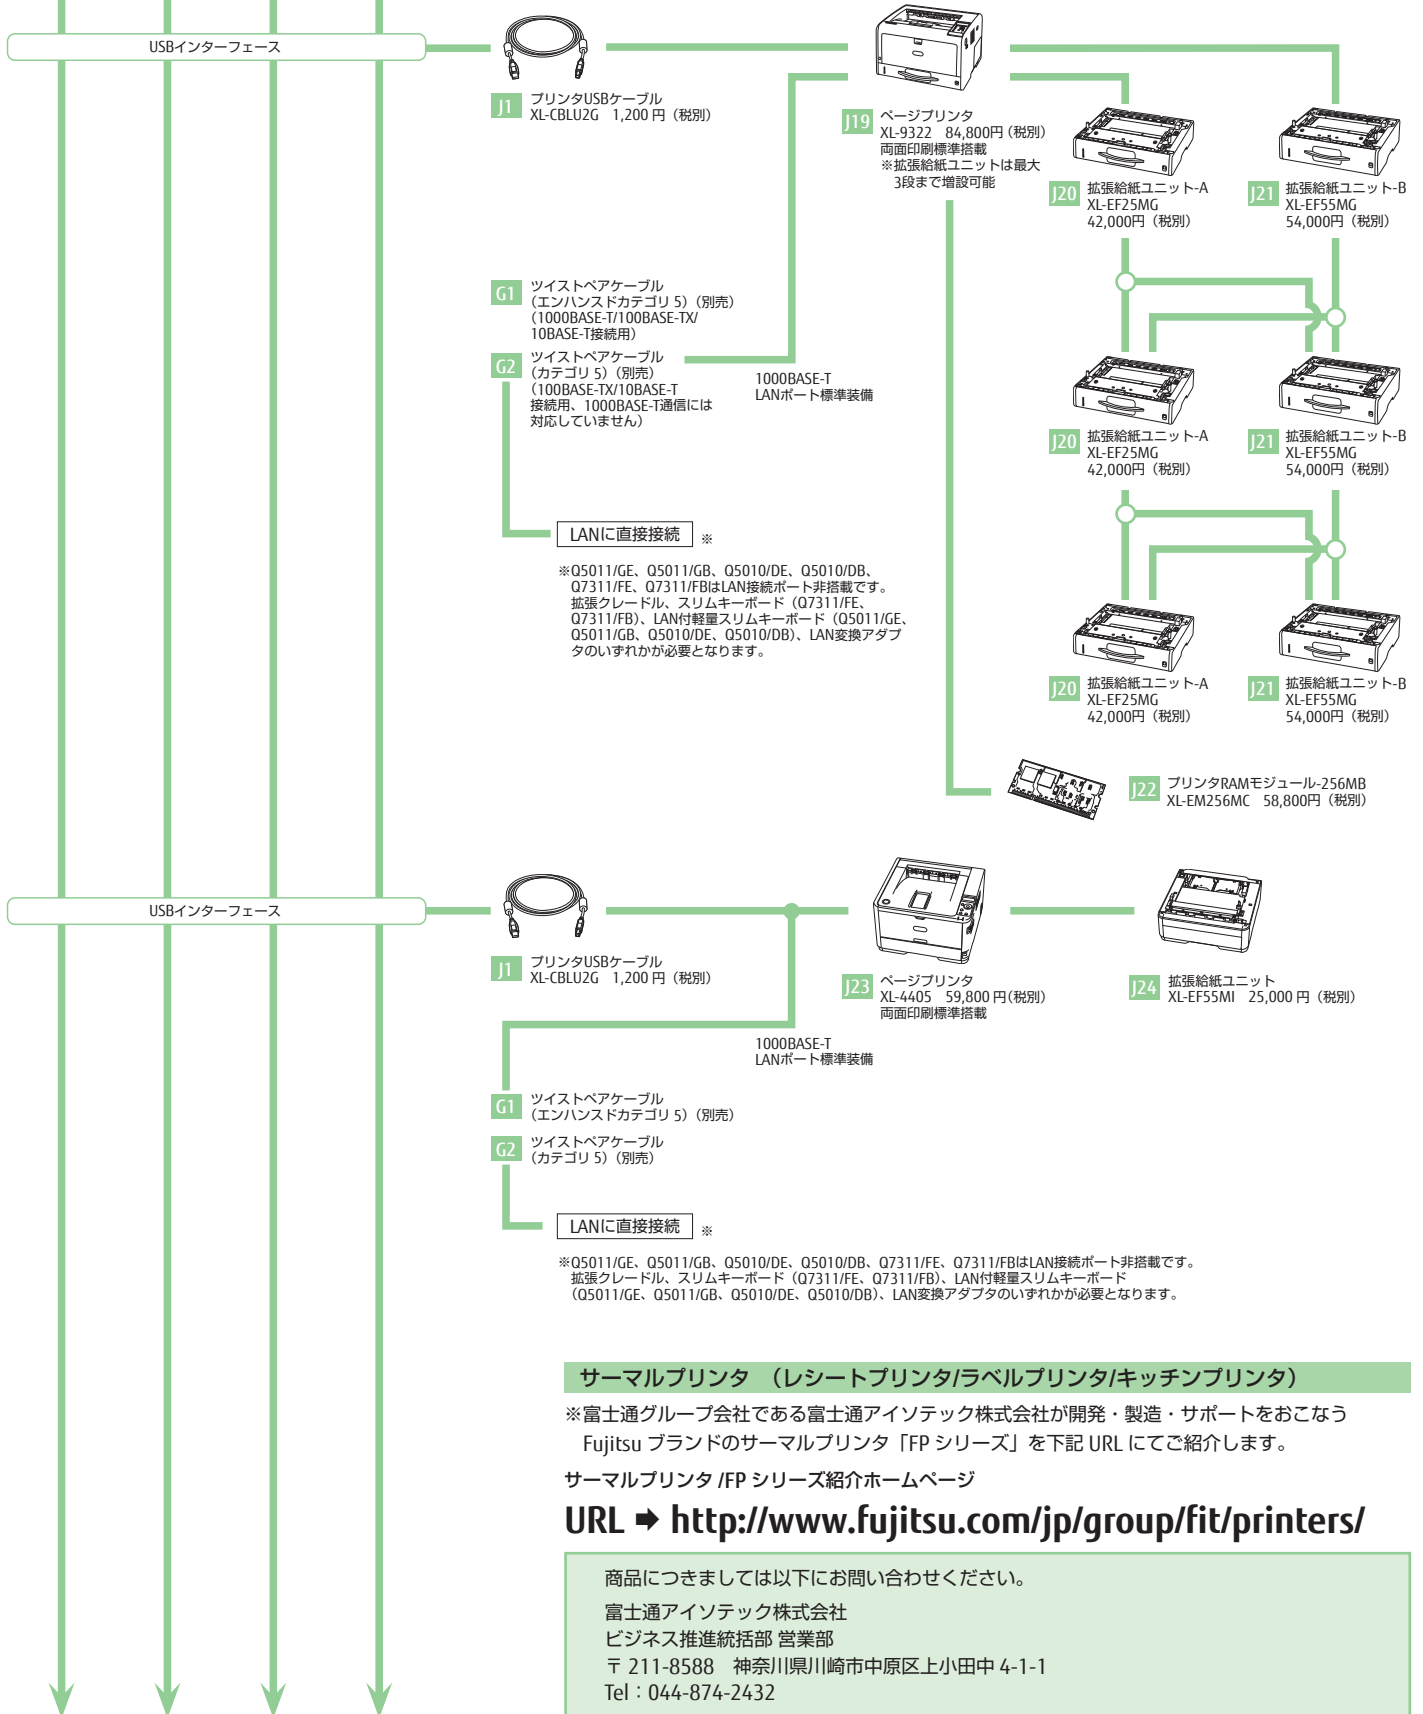 USBインターフェース
J1 プリンタUSBケーブル
XL-CBLU2G 1,200 円（税別）
J19 ページプリンタ
XL-9322 84,800円（税別）
両面印刷標準搭載
※拡張給紙ユニットは最大
3段まで増設可能
J20 拡張給紙ユニット-A
XL-EF25MG
42,000円（税別）
J21 拡張給紙ユニット-B
XL-EF55MG
54,000円（税別）
G1 ツイストペアケーブル
（エンハンスドカテゴリ 5）（別売）
（1000BASE-T/100BASE-TX/
10BASE-T接続用）
G2 ツイストペアケーブル
（カテゴリ 5）（別売）
（100BASE-TX/10BASE-T
接続用、1000BASE-T通信には
対応していません）
1000BASE-T
LANポート標準装備
J20 拡張給紙ユニット-A
XL-EF25MG
42,000円（税別）
J21 拡張給紙ユニット-B
XL-EF55MG
54,000円（税別）
LANに直接接続 ※
※Q5011/GE、Q5011/GB、Q5010/DE、Q5010/DB、
Q7311/FE、Q7311/FBはLAN接続ポート非搭載です。
拡張クレードル、スリムキーボード（Q7311/FE、
Q7311/FB）、LAN付軽量スリムキーボード（Q5011/GE、
Q5011/GB、Q5010/DE、Q5010/DB）、LAN変換アダプ
タのいずれかが必要となります。
J20 拡張給紙ユニット-A
XL-EF25MG
42,000円（税別）
J21 拡張給紙ユニット-B
XL-EF55MG
54,000円（税別）
J22 プリンタRAMモジュール-256MB
XL-EM256MC 58,800円（税別）
USBインターフェース
J1 プリンタUSBケーブル
XL-CBLU2G 1,200 円（税別）
J23 ページプリンタ
XL-4405 59,800 円（税別）
両面印刷標準搭載
J24 拡張給紙ユニット
XL-EF55MI 25,000 円（税別）
1000BASE-T
LANポート標準装備
G1 ツイストペアケーブル
（エンハンスドカテゴリ 5）（別売）
G2 ツイストペアケーブル
（カテゴリ 5）（別売）
LANに直接接続 ※
※Q5011/GE、Q5011/GB、Q5010/DE、Q5010/DB、Q7311/FE、Q7311/FBはLAN接続ポート非搭載です。
拡張クレードル、スリムキーボード（Q7311/FE、Q7311/FB）、LAN付軽量スリムキーボード
（Q5011/GE、Q5011/GB、Q5010/DE、Q5010/DB）、LAN変換アダプタのいずれかが必要となります。
サーマルプリンタ （レシートプリンタ/ラベルプリンタ/キッチンプリンタ）
※富士通グループ会社である富士通アイソテック株式会社が開発・製造・サポートをおこなう
Fujitsu ブランドのサーマルプリンタ「FP シリーズ」を下記 URL にてご紹介します。
サーマルプリンタ /FP シリーズ紹介ホームページ
URL ➡ http://www.fujitsu.com/jp/group/fit/printers/
商品につきましては以下にお問い合わせください。
富士通アイソテック株式会社
ビジネス推進統括部 営業部
〒 211-8588 神奈川県川崎市中原区上小田中 4-1-1
Tel：044-874-2432